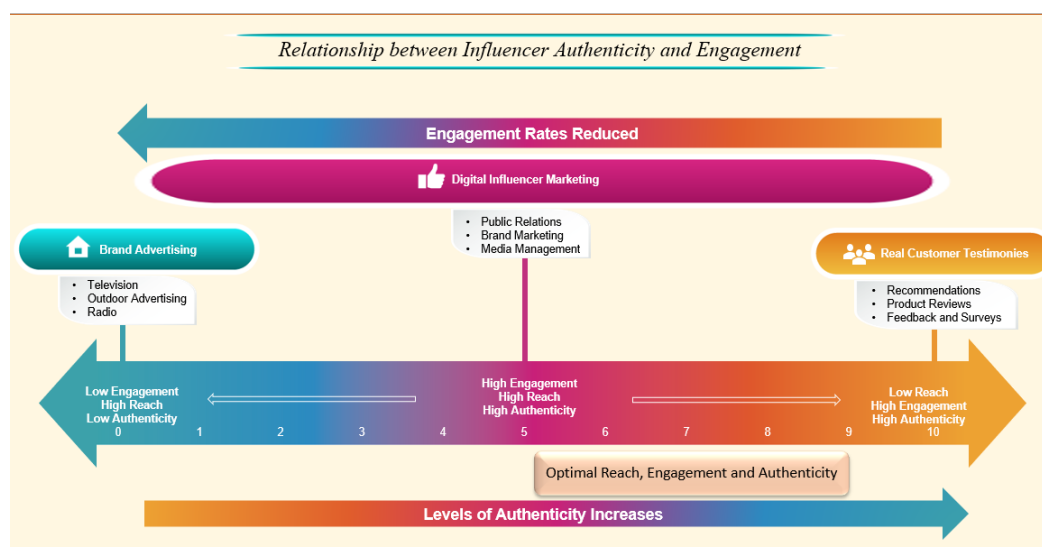 Relationship between Influencer Authenticity and Engagement
Engagement Rates Reduced
Digital Influencer Marketing
• Public Relations
• Brand Marketing
• Media Management
Brand Advertising
• Television
• Outdoor Advertising
• Radio
Real Customer Testimonies
• Recommendations
• Product Reviews
• Feedback and Surveys
Low Engagement
High Reach
Low Authenticity
High Engagement
High Reach
High Authenticity
Low Reach
High Engagement
High Authenticity
0 1 2 3 4 5 6 7 8 9 10
Optimal Reach, Engagement and Authenticity
Levels of Authenticity Increases